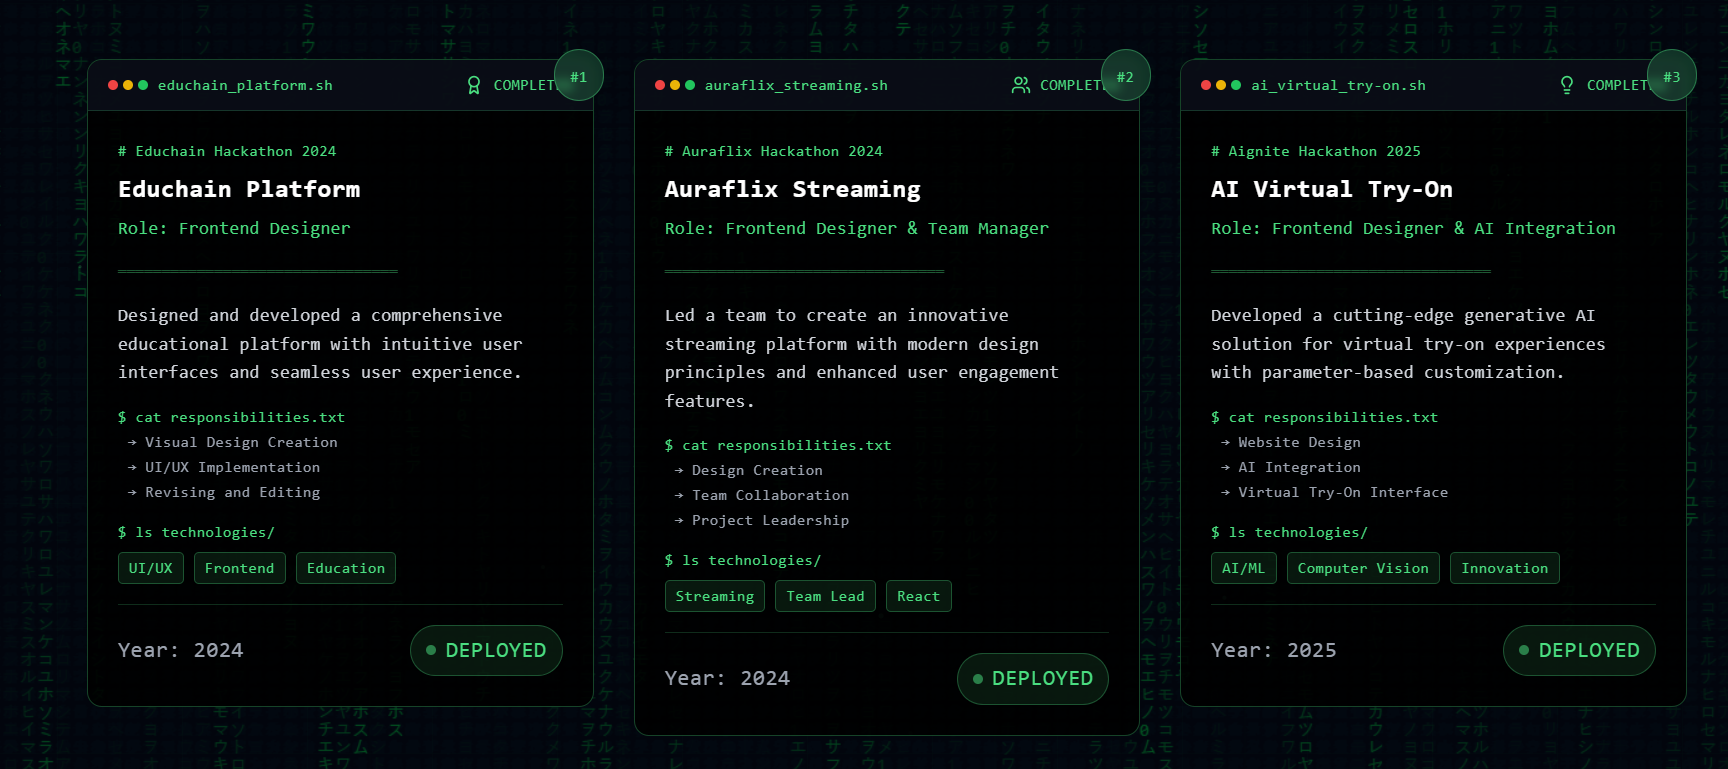 educhain_platform.sh COMPLET #1
# Educhain Hackathon 2024
Educhain Platform
Role: Frontend Designer
Designed and developed a comprehensive
educational platform with intuitive user
interfaces and seamless user experience.
$ cat responsibilities.txt
→ Visual Design Creation
→ UI/UX Implementation
→ Revising and Editing
$ ls technologies/
UI/UX Frontend Education
Year: 2024 DEPLOYED
auraflix_streaming.sh COMPLET #2
# Auraflix Hackathon 2024
Auraflix Streaming
Role: Frontend Designer & Team Manager
Led a team to create an innovative
streaming platform with modern design
principles and enhanced user engagement
features.
$ cat responsibilities.txt
→ Design Creation
→ Team Collaboration
→ Project Leadership
$ ls technologies/
Streaming Team Lead React
Year: 2024 DEPLOYED
ai_virtual_try-on.sh COMPLET #3
# Aignite Hackathon 2025
AI Virtual Try-On
Role: Frontend Designer & AI Integration
Developed a cutting-edge generative AI
solution for virtual try-on experiences
with parameter-based customization.
$ cat responsibilities.txt
→ Website Design
→ AI Integration
→ Virtual Try-On Interface
$ ls technologies/
AI/ML Computer Vision Innovation
Year: 2025 DEPLOYED